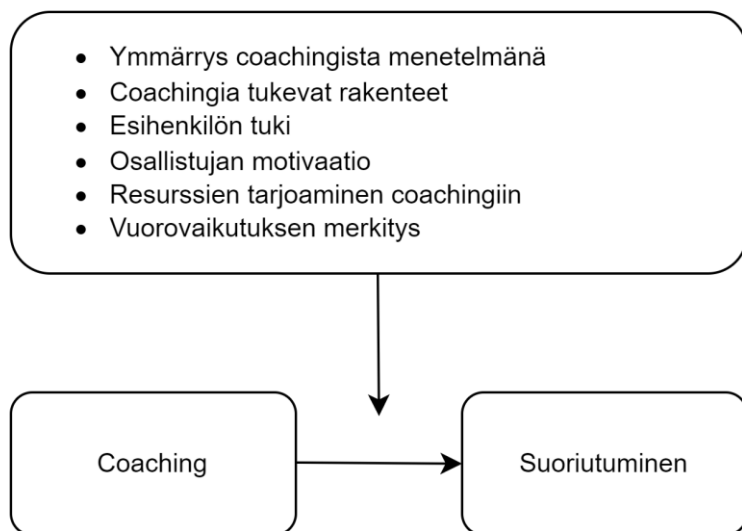 • Ymmärrys coachingista menetelmänä
• Coachingia tukevat rakenteet
• Esihenkilön tuki
• Osallistujan motivaatio
• Resurssien tarjoaminen coachingiin
• Vuorovaikutuksen merkitys
Coaching
Suoriutuminen